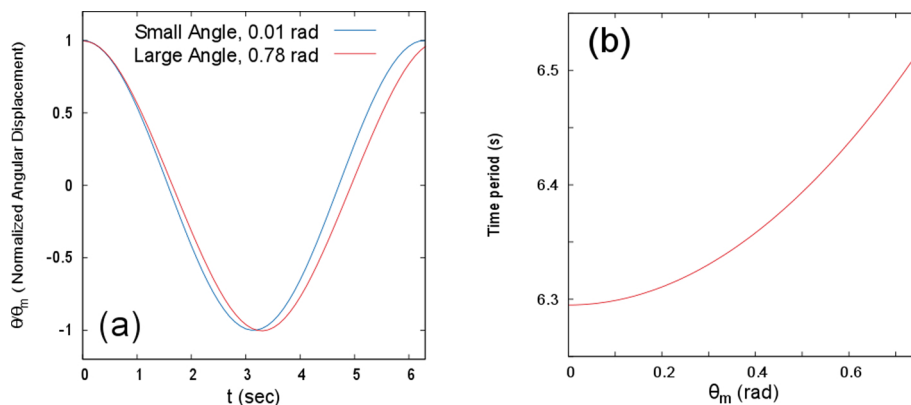 Small Angle, 0.01 rad
Large Angle, 0.78 rad
1
0.5
0
-0.5
-1
θ/θm ( Normalized Angular Displacement)
(a)
0 1 2 3 4 5 6
t (sec)
(b)
6.5
6.4
6.3
Time period (s)
0 0.2 0.4 0.6
θm (rad)